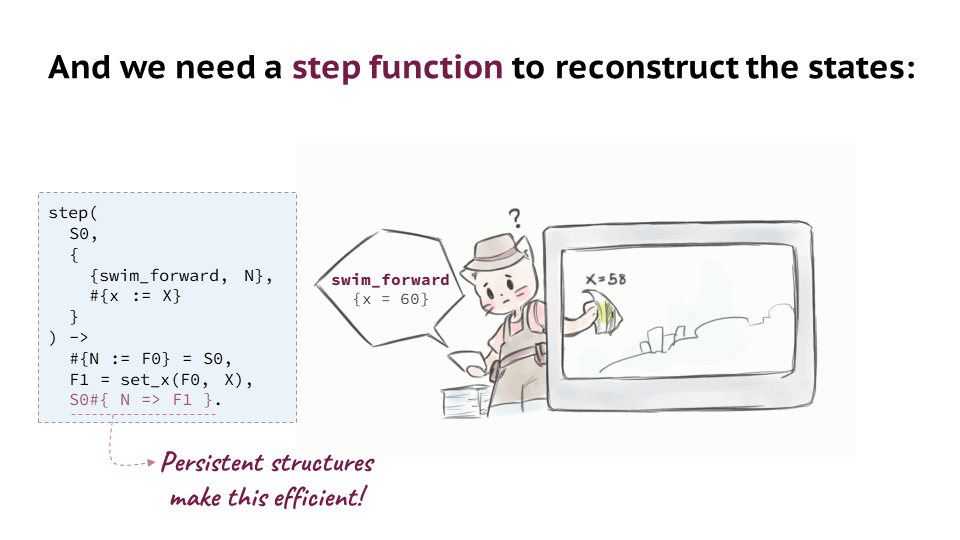 And we need a step function to reconstruct the states:
step(
S0,
{
{swim_forward, N},
#{x := X}
}
) ->
#{N := F0} = S0,
F1 = set_x(F0, X),
S0#{ N => F1 }.
?
swim_forward
{x = 60}
X=58
Persistent structures
make this efficient!